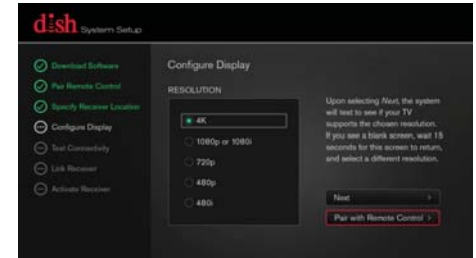 dish System Setup
Download Software
Pair Remote Control
Specify Receiver Location
Configure Display
Test Connectivity
Link Receiver
Activate Receiver
Configure Display
RESOLUTION
4K
1080p or 1080i
720p
480p
480i
Upon selecting Next, the system
will test to see if your TV
supports the chosen resolution.
If you see a blank screen, wait 15
seconds for this screen to return,
and select a different resolution.
Next
Pair with Remote Control